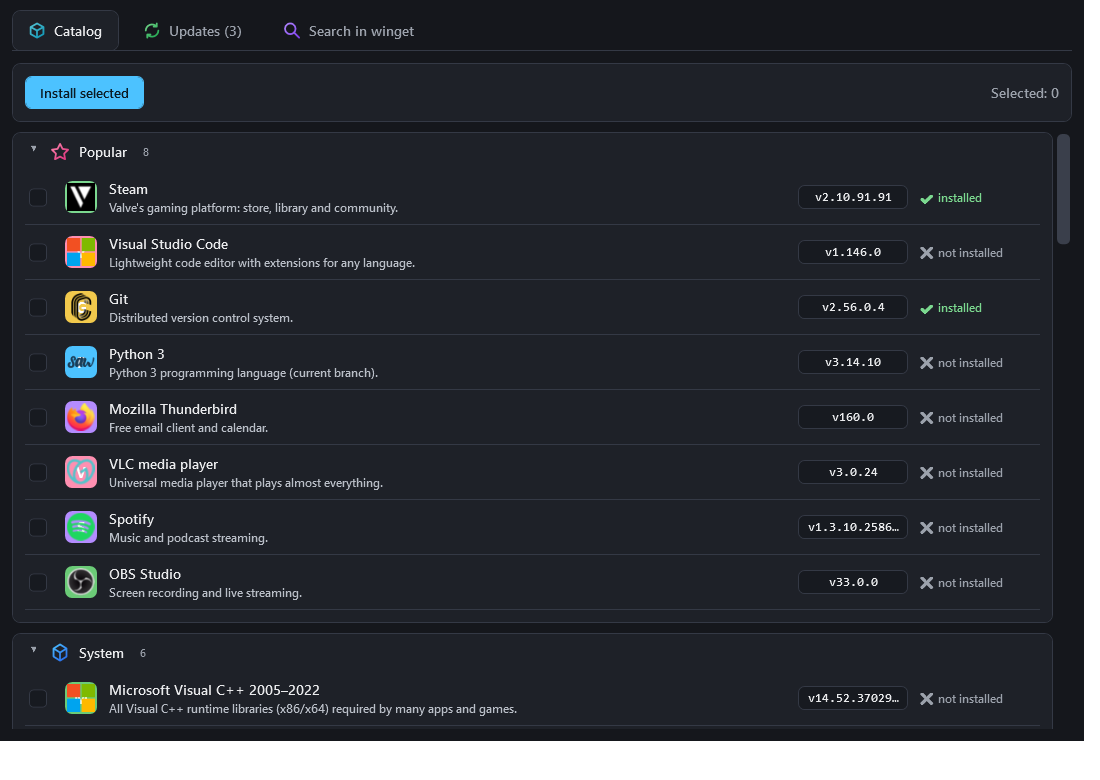 Catalog
Updates (3)
Search in winget
Install selected
Selected: 0
Popular 8
Steam
Valve's gaming platform: store, library and community.
v2.10.91.91
installed
Visual Studio Code
Lightweight code editor with extensions for any language.
v1.146.0
not installed
Git
Distributed version control system.
v2.56.0.4
installed
Python 3
Python 3 programming language (current branch).
v3.14.10
not installed
Mozilla Thunderbird
Free email client and calendar.
v160.0
not installed
VLC media player
Universal media player that plays almost everything.
v3.0.24
not installed
Spotify
Music and podcast streaming.
v1.3.10.2586…
not installed
OBS Studio
Screen recording and live streaming.
v33.0.0
not installed
System 6
Microsoft Visual C++ 2005–2022
All Visual C++ runtime libraries (x86/x64) required by many apps and games.
v14.52.37029…
not installed